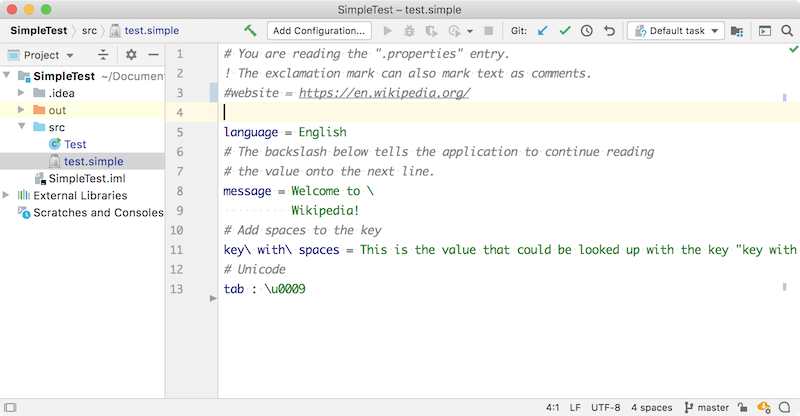 SimpleTest – test.simple
SimpleTest src test.simple Add Configuration... Git: Default task
Project
SimpleTest ~/Documen
.idea
out
src
Test
test.simple
SimpleTest.iml
External Libraries
Scratches and Consoles
1 # You are reading the ".properties" entry.
2 ! The exclamation mark can also mark text as comments.
3 #website = https://en.wikipedia.org/
4
5 language = English
6 # The backslash below tells the application to continue reading
7 # the value onto the next line.
8 message = Welcome to \
9 Wikipedia!
10 # Add spaces to the key
11 key\ with\ spaces = This is the value that could be looked up with the key "key with
12 # Unicode
13 tab : \u0009
4:1 LF UTF-8 4 spaces master